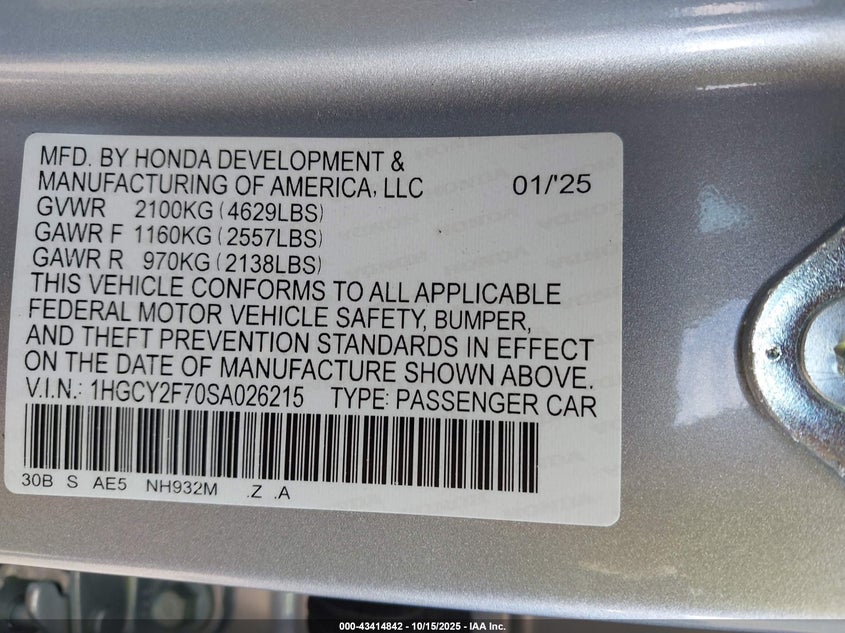 MFD. BY HONDA DEVELOPMENT &
MANUFACTURING OF AMERICA, LLC 01/'25
GVWR 2100KG (4629LBS)
GAWR F 1160KG (2557LBS)
GAWR R 970KG (2138LBS)
THIS VEHICLE CONFORMS TO ALL APPLICABLE
FEDERAL MOTOR VEHICLE SAFETY, BUMPER,
AND THEFT PREVENTION STANDARDS IN EFFECT
ON THE DATE OF MANUFACTURE SHOWN ABOVE.
V.I.N.: 1HGCY2F70SA026215 TYPE: PASSENGER CAR
30B S AE5 NH932M .Z .A
000-43414842 - 10/15/2025 - IAA Inc.